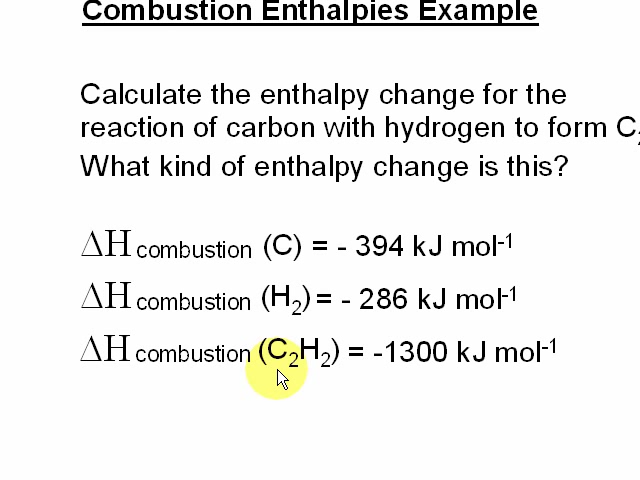 Combustion Enthalpies Example
Calculate the enthalpy change for the
reaction of carbon with hydrogen to form C₂
What kind of enthalpy change is this?
ΔH combustion (C) = - 394 kJ mol⁻¹
ΔH combustion (H₂) = - 286 kJ mol⁻¹
ΔH combustion (C₂H₂) = -1300 kJ mol⁻¹